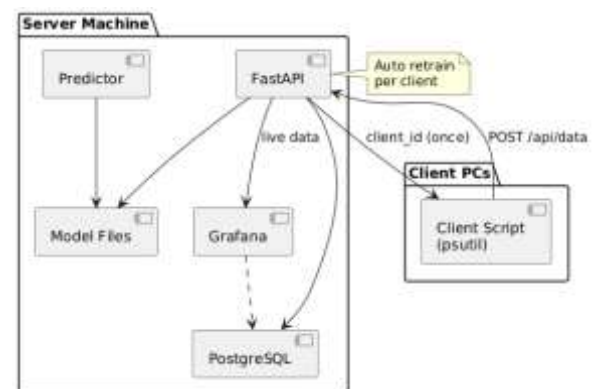 Server Machine
Predictor
FastAPI
Auto retrain
per client
live data
client_id (once)
POST /api/data
Client PCs
Model Files
Grafana
Client Script
(psutil)
PostgreSQL